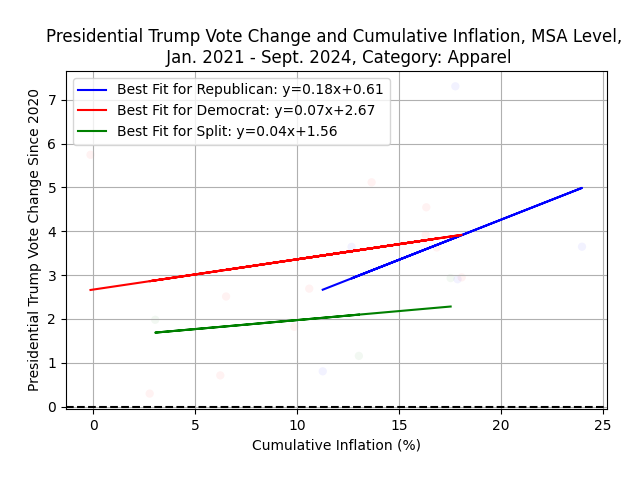 Presidential Trump Vote Change and Cumulative Inflation, MSA Level,
Jan. 2021 - Sept. 2024, Category: Apparel
Best Fit for Republican: y=0.18x+0.61
Best Fit for Democrat: y=0.07x+2.67
Best Fit for Split: y=0.04x+1.56
Presidential Trump Vote Change Since 2020
7
6
5
4
3
2
1
0
0 5 10 15 20 25
Cumulative Inflation (%)